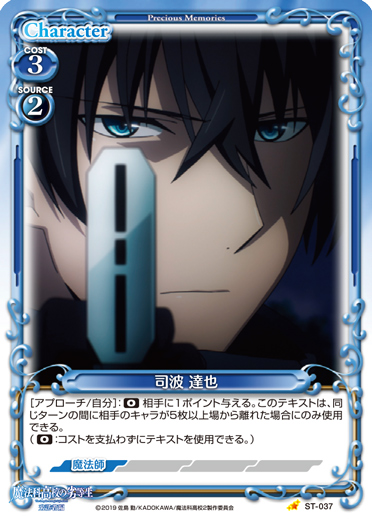 Precious Memories
Character
COST
3
SOURCE
2
司波 達也
[アプローチ/自分]:0 相手に1ポイント与える。このテキストは、同
じターンの間に相手のキャラが5枚以上場から離れた場合にのみ使用
できる。
(0:コストを支払わずにテキストを使用できる。)
魔法師
魔法科高校の劣等生
来訪者編
ST-037
©2019 佐島 勤/KADOKAWA/魔法科高校2製作委員会